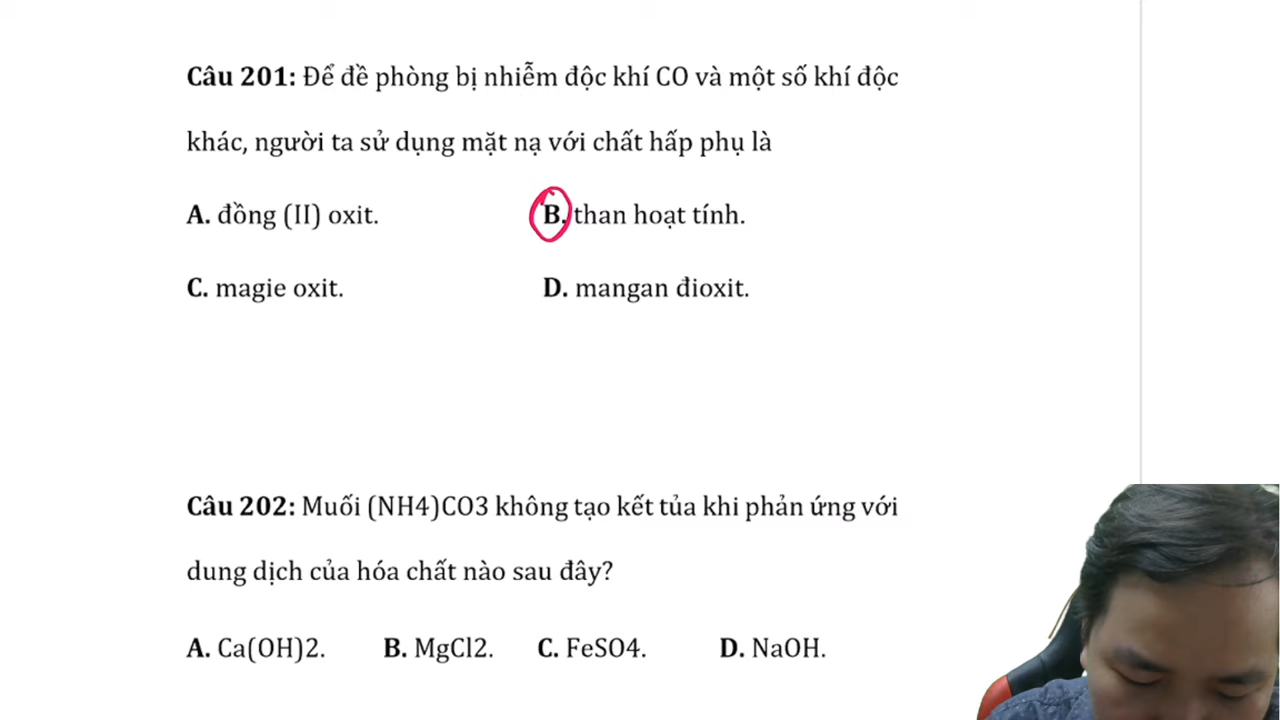 Câu 201: Để đề phòng bị nhiễm độc khí CO và một số khí độc
khác, người ta sử dụng mặt nạ với chất hấp phụ là
A. đồng (II) oxit. B. than hoạt tính.
C. magie oxit. D. mangan đioxit.
Câu 202: Muối (NH4)CO3 không tạo kết tủa khi phản ứng với
dung dịch của hóa chất nào sau đây?
A. Ca(OH)2. B. MgCl2. C. FeSO4. D. NaOH.